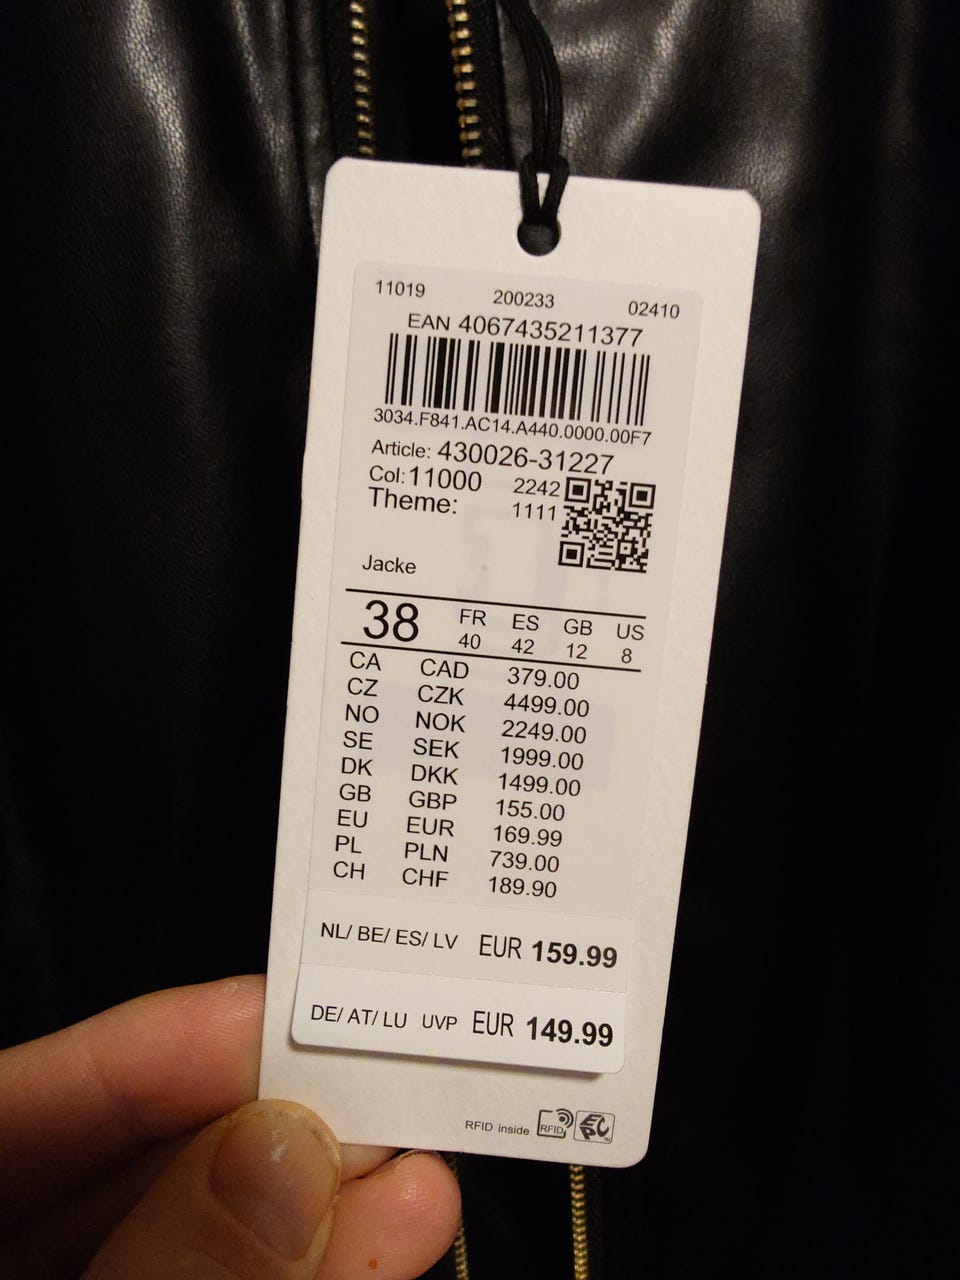 11019 200233 02410
EAN 4067435211377
3034.F841.AC14.A440.0000.00F7
Article: 430026-31227
Col: 11000 2242
Theme: 1111
Jacke
38 FR ES GB US
40 42 12 8
CA CAD 379.00
CZ CZK 4499.00
NO NOK 2249.00
SE SEK 1999.00
DK DKK 1499.00
GB GBP 155.00
EU EUR 169.99
PL PLN 739.00
CH CHF 189.90
NL/ BE/ ES/ LV EUR 159.99
DE/ AT/ LU UVP EUR 149.99
RFID inside RFID EPC TM